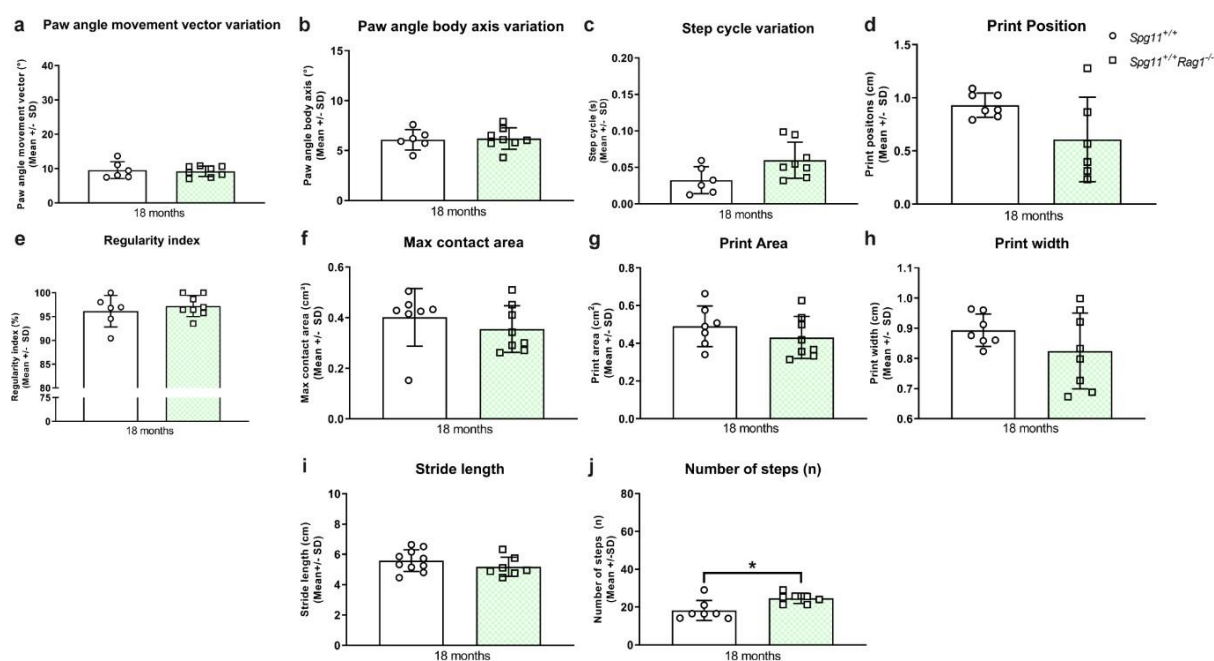 a Paw angle movement vector variation
Paw angle movement vector (°)
(Mean +/- SD)
40
30
20
10
0
18 months
b Paw angle body axis variation
Paw angle body axis (°)
(Mean +/- SD)
15
10
5
0
18 months
c Step cycle variation
Step cycle (s)
(Mean +/- SD)
0.20
0.15
0.10
0.05
0.00
18 months
d Print Position
Print positons (cm)
(Mean +/- SD)
1.5
1.0
0.5
0.0
18 months
Spg11+/+
Spg11+/+Rag1-/-
e Regularity index
Regularity index (%)
(Mean +/- SD)
100
95
90
85
80
75
0
18 months
f Max contact area
Max contact area (cm²)
(Mean +/- SD)
0.6
0.4
0.2
0.0
18 months
g Print Area
Print area (cm²)
(Mean +/- SD)
0.8
0.6
0.4
0.2
0.0
18 months
h Print width
Print width (cm)
(Mean +/- SD)
1.1
1.0
0.9
0.8
0.7
0.6
18 months
i Stride length
Stride length (cm)
(Mean+/- SD)
10
8
6
4
2
0
18 months
j Number of steps (n)
Number of steps (n)
(Mean +/-SD)
80
60
40
20
0
*
18 months